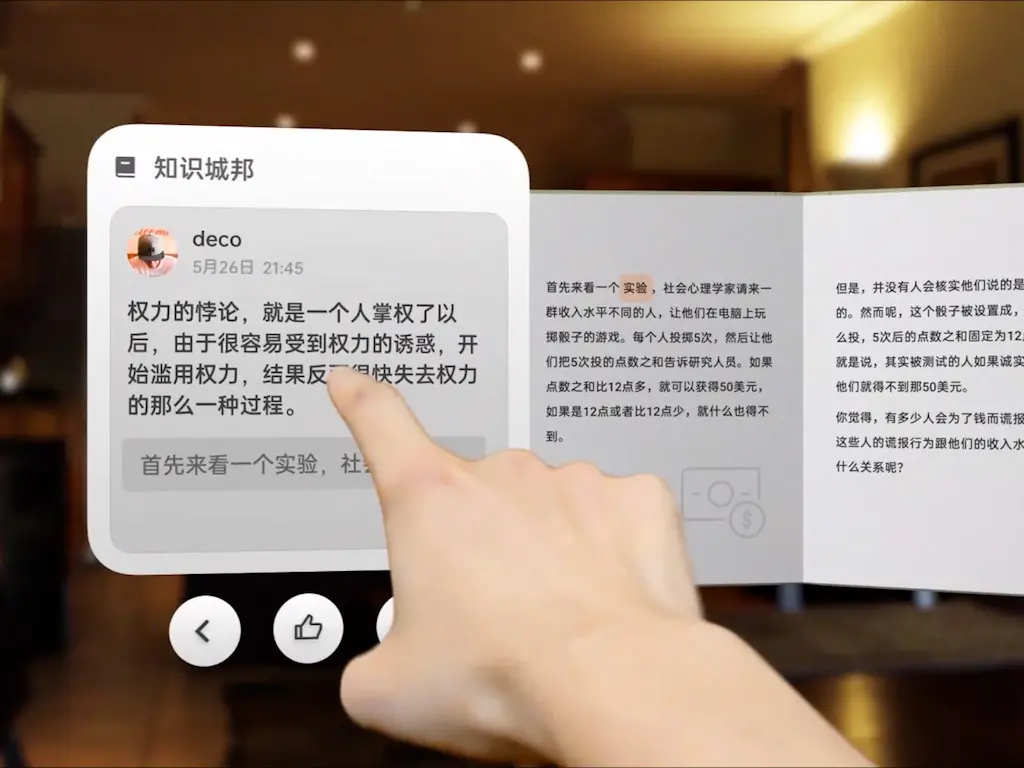 知识城邦
deco
5月26日 21:45
权力的悖论，就是一个人掌权了以
后，由于很容易受到权力的诱惑，开
始滥用权力，结果反 很快失去权力
的那么一种过程。
首先来看一个实验，社
首先来看一个 实验 ，社会心理学家请来一
群收入水平不同的人，让他们在电脑上玩
掷骰子的游戏。每个人投掷5次，然后让他
们把5次投的点数之和告诉研究人员。如果
点数之和比12点多，就可以获得50美元，
如果是12点或者比12点少，就什么也得不
到。
$
但是，并没有人会核实他们说的是
的。然而呢，这个骰子被设置成，
么投，5次后的点数之和固定为12
就是说，其实被测试的人如果诚实
他们就得不到那50美元。
你觉得，有多少人会为了钱而谎报
这些人的谎报行为跟他们的收入水
什么关系呢？